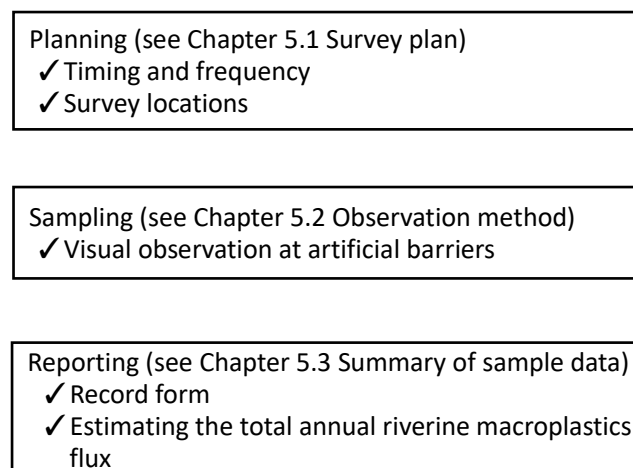 Planning (see Chapter 5.1 Survey plan)
✓Timing and frequency
✓Survey locations
Sampling (see Chapter 5.2 Observation method)
✓Visual observation at artificial barriers
Reporting (see Chapter 5.3 Summary of sample data)
✓Record form
✓Estimating the total annual riverine macroplastics
flux